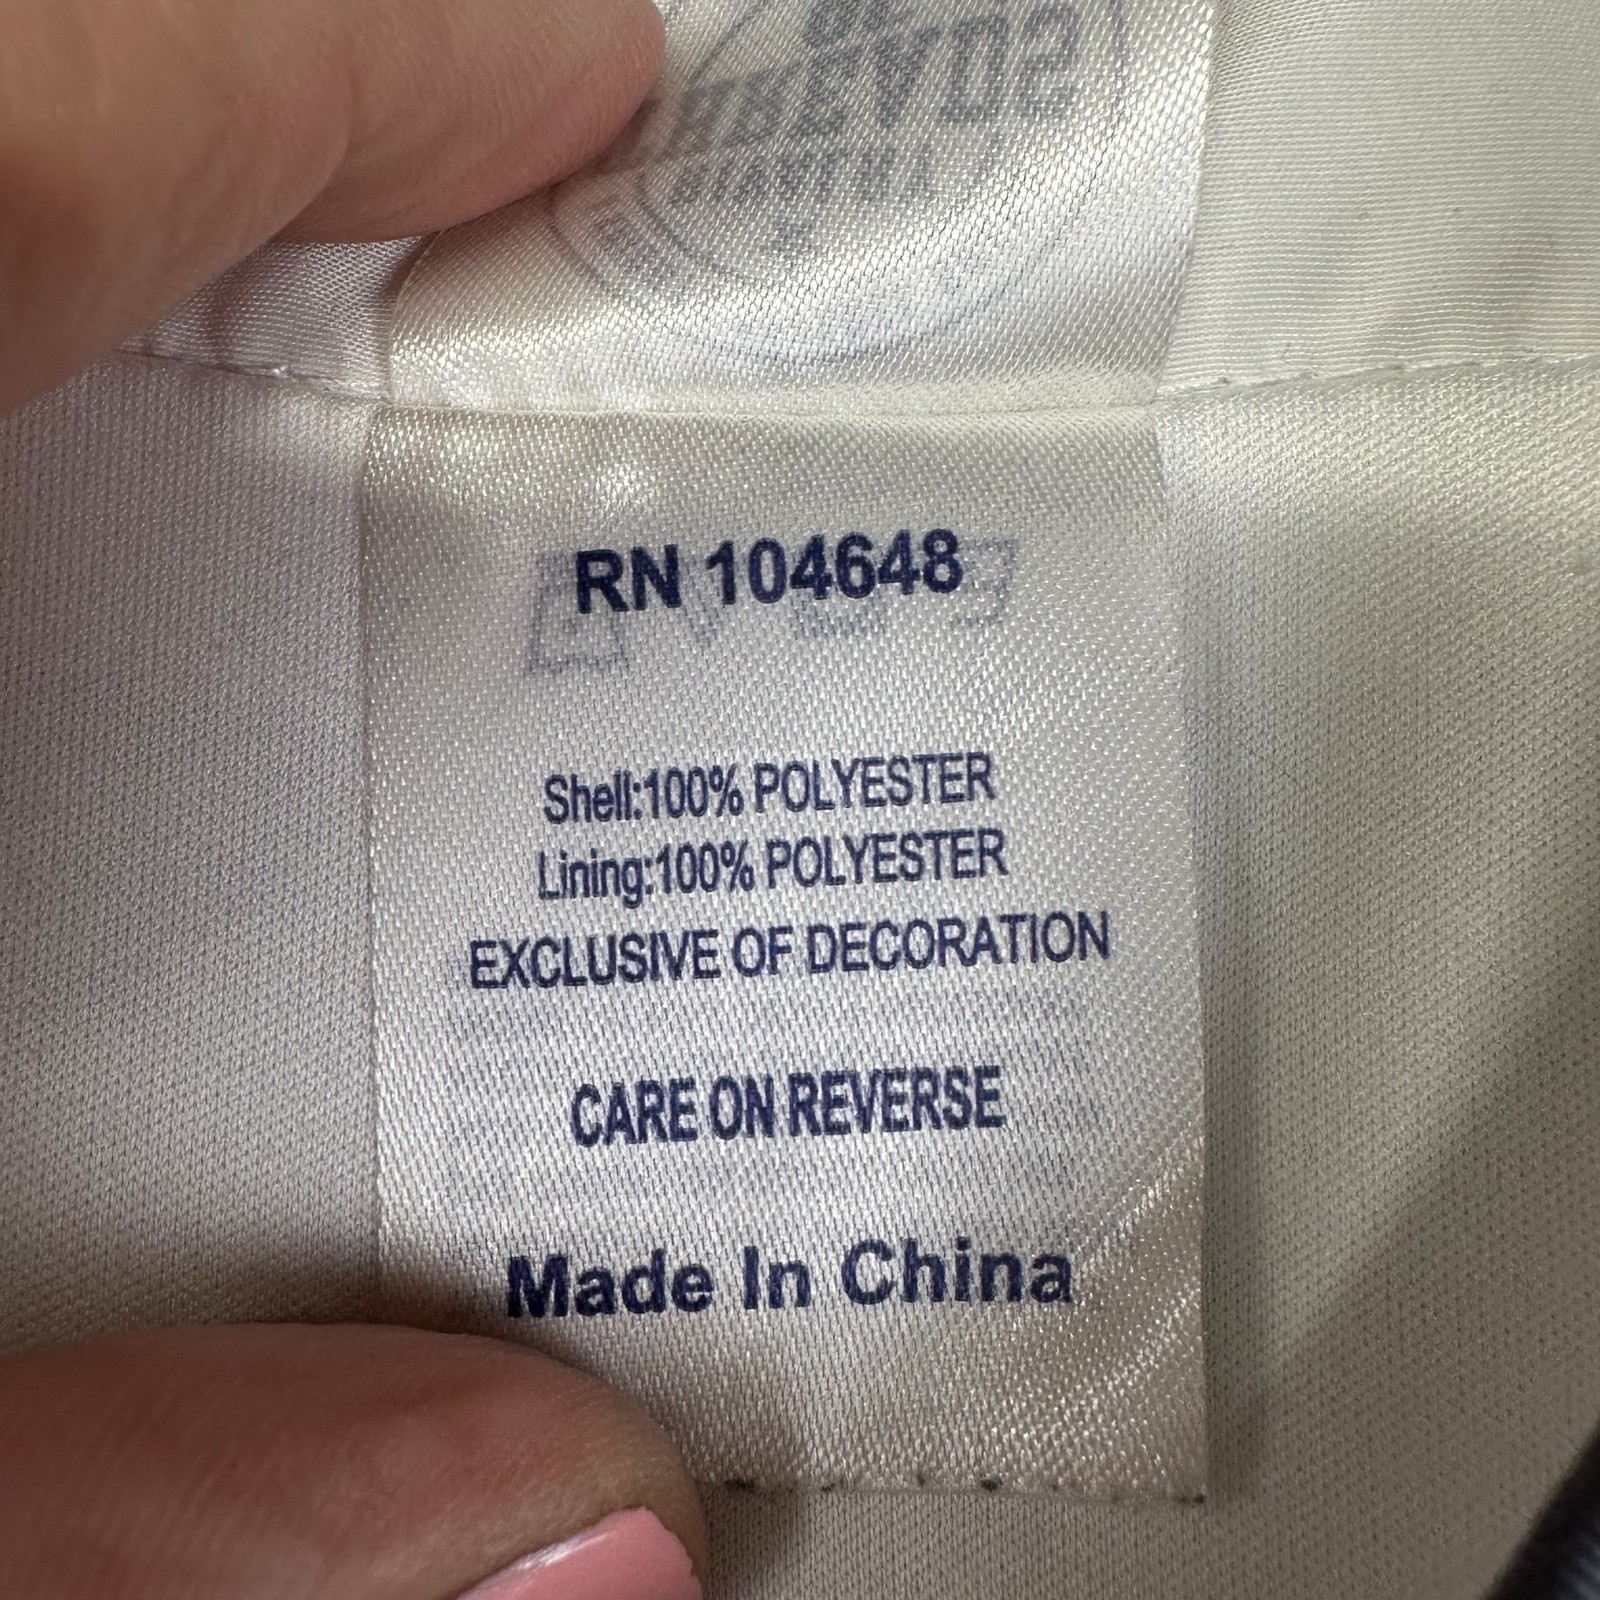 RN 104648
Shell:100% POLYESTER
Lining:100% POLYESTER
EXCLUSIVE OF DECORATION
CARE ON REVERSE
Made In China